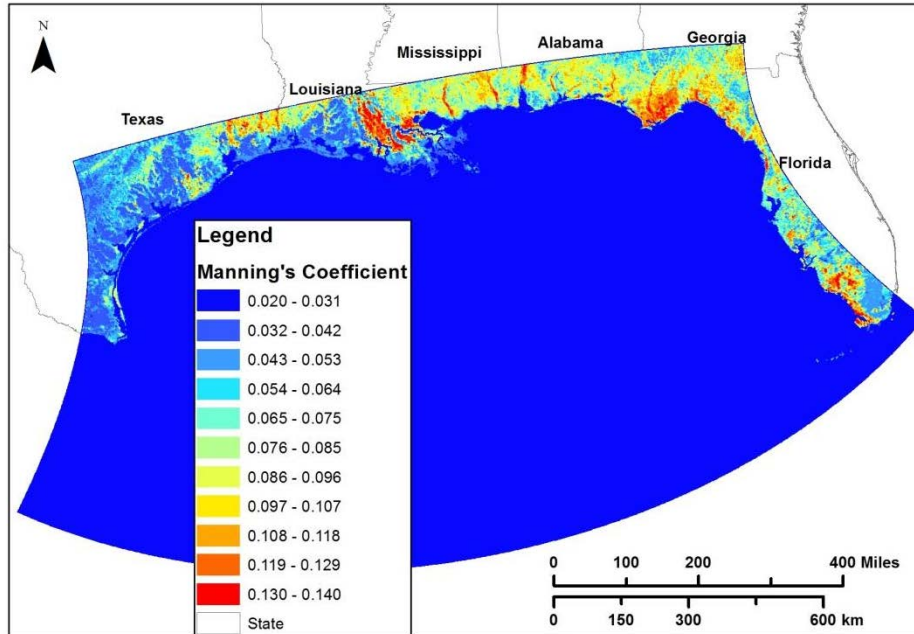 N
Georgia
Alabama
Mississippi
Louisiana
Texas
Florida
Legend
Manning's Coefficient
0.020 - 0.031
0.032 - 0.042
0.043 - 0.053
0.054 - 0.064
0.065 - 0.075
0.076 - 0.085
0.086 - 0.096
0.097 - 0.107
0.108 - 0.118
0.119 - 0.129
0.130 - 0.140
State
0 100 200 400 Miles
0 150 300 600 km